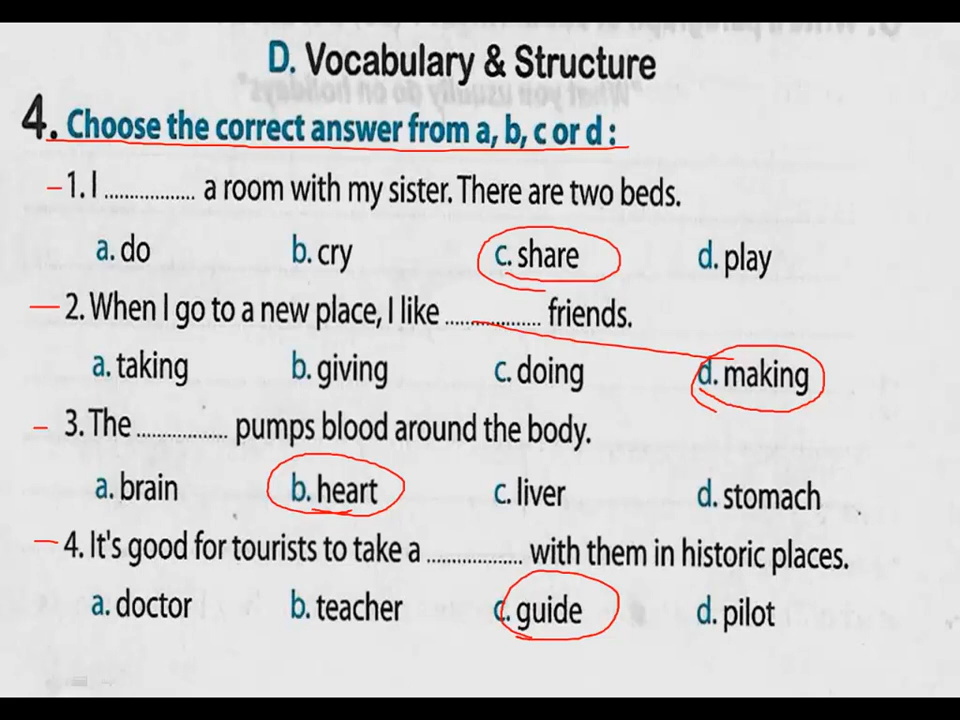 D. Vocabulary & Structure
4. Choose the correct answer from a, b, c or d :
1. I ................. a room with my sister. There are two beds.
a. do b. cry c. share d. play
2. When I go to a new place, I like ................. friends.
a. taking b. giving c. doing d. making
3. The ................. pumps blood around the body.
a. brain b. heart c. liver d. stomach
4. It's good for tourists to take a ................. with them in historic places.
a. doctor b. teacher c. guide d. pilot